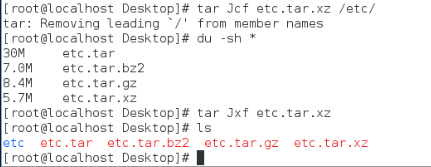 [root@localhost Desktop]# tar Jcf etc.tar.xz /etc/
tar: Removing leading `/' from member names
[root@localhost Desktop]# du -sh *
30M     etc.tar
7.0M    etc.tar.bz2
8.4M    etc.tar.gz
5.7M    etc.tar.xz
[root@localhost Desktop]# tar Jxf etc.tar.xz
[root@localhost Desktop]# ls
etc  etc.tar  etc.tar.bz2  etc.tar.gz  etc.tar.xz
[root@localhost Desktop]#